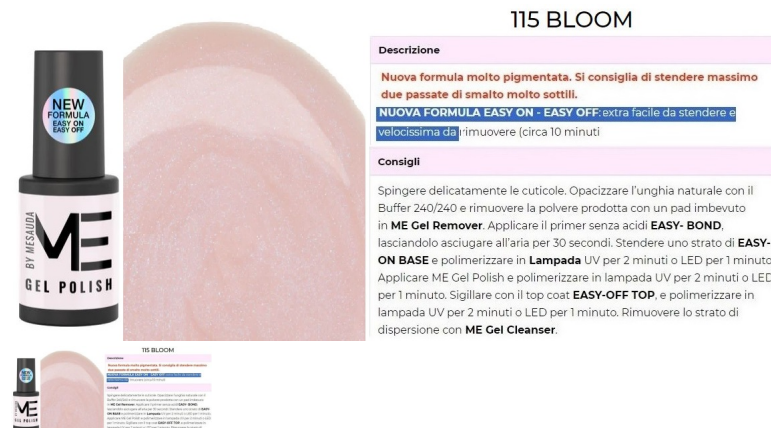 115 BLOOM
Descrizione
Nuova formula molto pigmentata. Si consiglia di stendere massimo
due passate di smalto molto sottili.
NUOVA FORMULA EASY ON - EASY OFF: extra facile da stendere e
velocissima da rimuovere (circa 10 minuti
Consigli
Spingere delicatamente le cuticole. Opacizzare l'unghia naturale con il
Buffer 240/240 e rimuovere la polvere prodotta con un pad imbevuto
in ME Gel Remover. Applicare il primer senza acidi EASY- BOND,
lasciandolo asciugare all'aria per 30 secondi. Stendere uno strato di EASY-
ON BASE e polimerizzare in Lampada UV per 2 minuti o LED per 1 minuto
Applicare ME Gel Polish e polimerizzare in lampada UV per 2 minuti o LED
per 1 minuto. Sigillare con il top coat EASY-OFF TOP, e polimerizzare in
lampada UV per 2 minuti o LED per 1 minuto. Rimuovere lo strato di
dispersione con ME Gel Cleanser.
NEW
FORMULA
EASY ON
EASY OFF
BY MESAUDA
ME
GEL POLISH
115 BLOOM
Descrizione
Consigli
ME
GEL POLISH